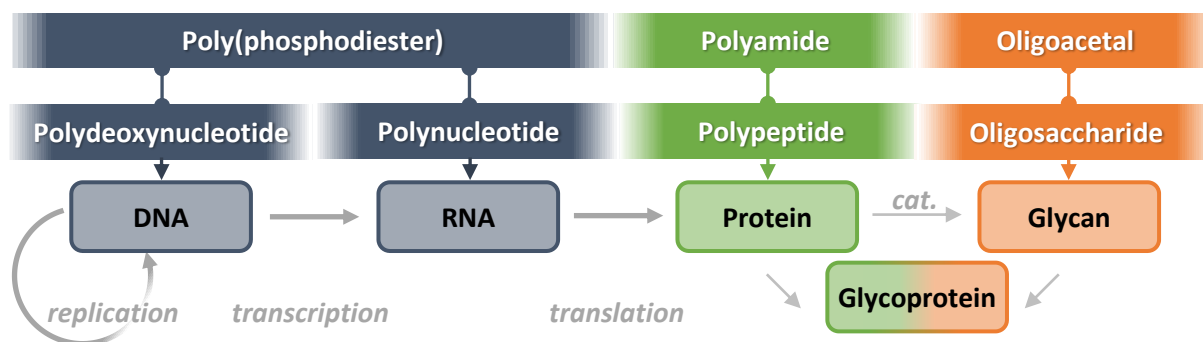 Poly(phosphodiester) Polyamide Oligoacetal
Polydeoxynucleotide Polynucleotide Polypeptide Oligosaccharide
DNA RNA Protein cat. Glycan
Glycoprotein
replication transcription translation